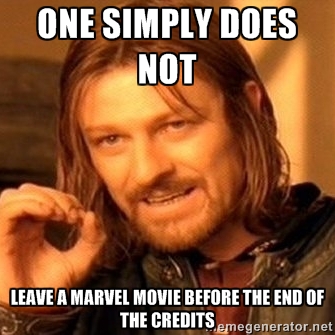 ONE SIMPLY DOES
NOT
LEAVE A MARVEL MOVIE BEFORE THE END OF
THE CREDITS
memegenerator.net